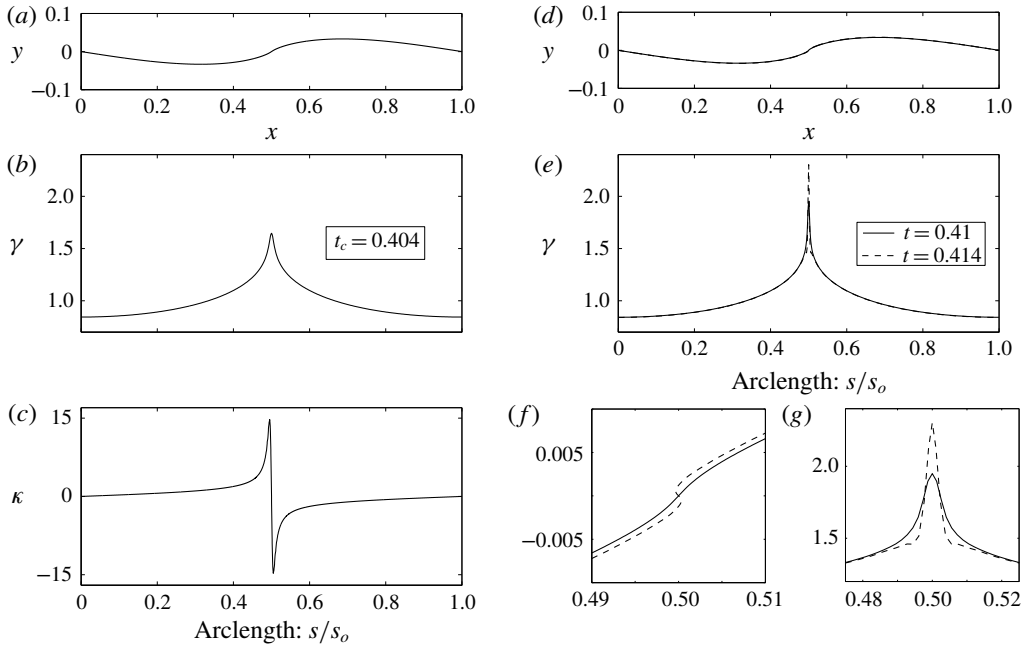 (a)
0.1
0
−0.1
y
0 0.2 0.4 0.6 0.8 1.0
x
(b)
2.0
1.5
1.0
γ
t_c = 0.404
(c)
15
0
−15
κ
0 0.2 0.4 0.6 0.8 1.0
Arclength: s/s_o
(d)
0.1
0
−0.1
y
0 0.2 0.4 0.6 0.8 1.0
x
(e)
2.0
1.5
1.0
γ
t = 0.41
t = 0.414
0 0.2 0.4 0.6 0.8 1.0
Arclength: s/s_o
(f)
0.005
−0.005
0.49 0.50 0.51
(g)
2.0
1.5
0.48 0.50 0.52